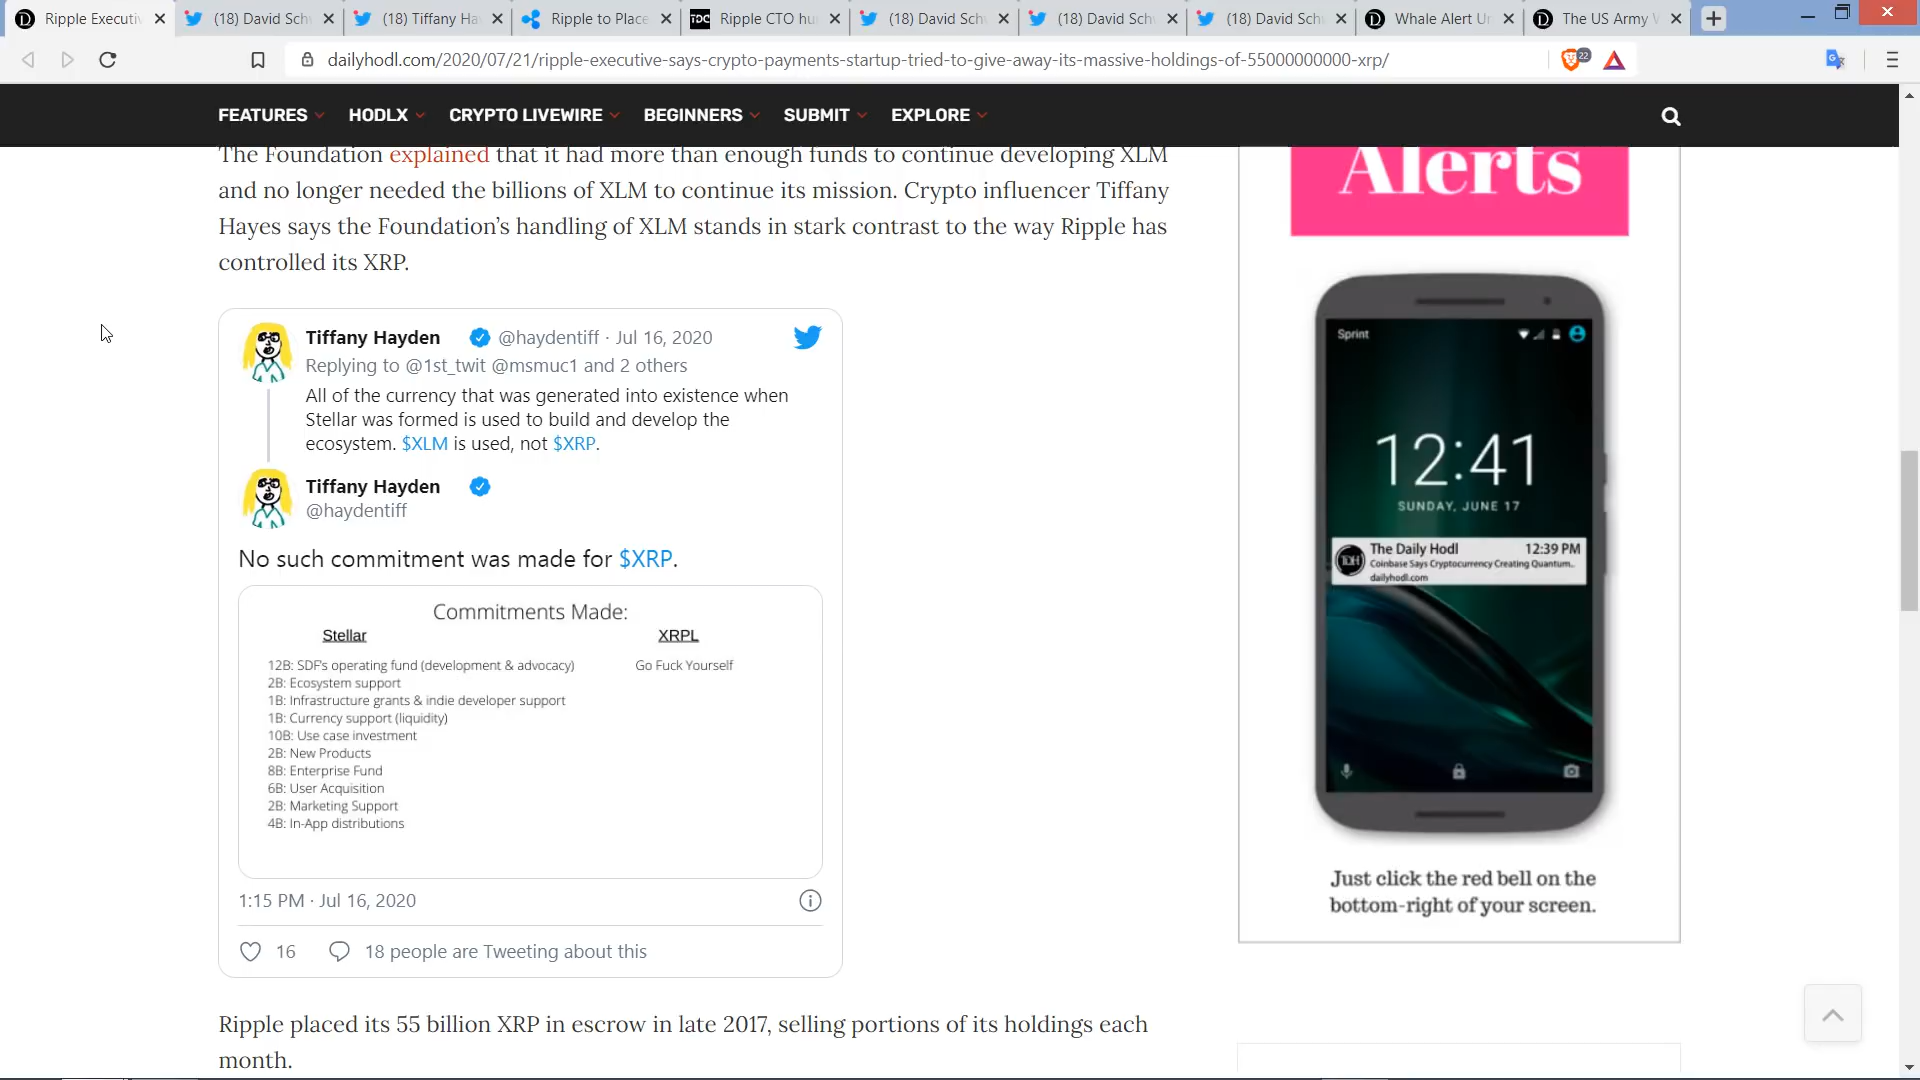 Ripple Executiv
(18) David Sch
(18) Tiffany Ha
Ripple to Place
TDC Ripple CTO hu
(18) David Sch
(18) David Sch
(18) David Sch
Whale Alert Un
The US Army
dailyhodl.com/2020/07/21/ripple-executive-says-crypto-payments-startup-tried-to-give-away-its-massive-holdings-of-55000000000-xrp/
22
FEATURES HODLX CRYPTO LIVEWIRE BEGINNERS SUBMIT EXPLORE
The Foundation explained that it had more than enough funds to continue developing XLM
and no longer needed the billions of XLM to continue its mission. Crypto influencer Tiffany
Hayes says the Foundation’s handling of XLM stands in stark contrast to the way Ripple has
controlled its XRP.
Tiffany Hayden @haydentiff · Jul 16, 2020
Replying to @1st_twit @msmuc1 and 2 others
All of the currency that was generated into existence when
Stellar was formed is used to build and develop the
ecosystem. $XLM is used, not $XRP.
Tiffany Hayden
@haydentiff
No such commitment was made for $XRP.
Commitments Made:
Stellar XRPL
12B: SDF's operating fund (development & advocacy) Go Fuck Yourself
2B: Ecosystem support
1B: Infrastructure grants & indie developer support
1B: Currency support (liquidity)
10B: Use case investment
2B: New Products
8B: Enterprise Fund
6B: User Acquisition
2B: Marketing Support
4B: In-App distributions
1:15 PM · Jul 16, 2020
16 18 people are Tweeting about this
Ripple placed its 55 billion XRP in escrow in late 2017, selling portions of its holdings each
month.
Alerts
Sprint
12:41
SUNDAY, JUNE 17
The Daily Hodl 12:39 PM
Coinbase Says Cryptocurrency Creating Quantum..
dailyhodl.com
Just click the red bell on the
bottom-right of your screen.